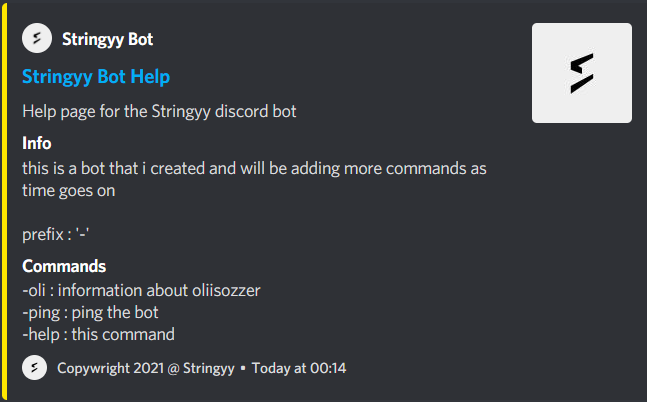 Stringyy Bot
Stringyy Bot Help
Help page for the Stringyy discord bot
Info
this is a bot that i created and will be adding more commands as
time goes on
prefix : '-'
Commands
-oli : information about oliisozzer
-ping : ping the bot
-help : this command
Copywright 2021 @ Stringyy • Today at 00:14